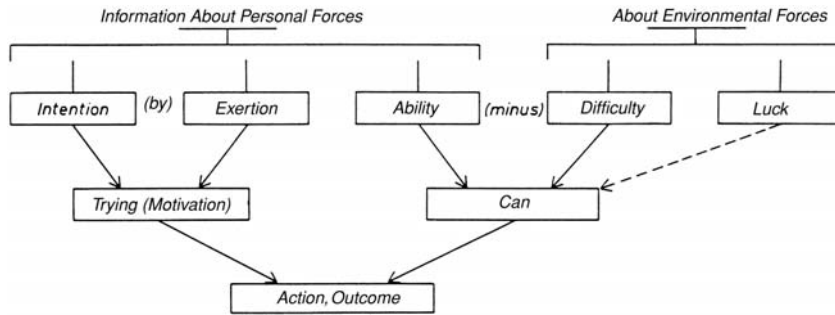 Information About Personal Forces
About Environmental Forces
Intention
(by)
Exertion
Ability
(minus)
Difficulty
Luck
Trying (Motivation)
Can
Action, Outcome